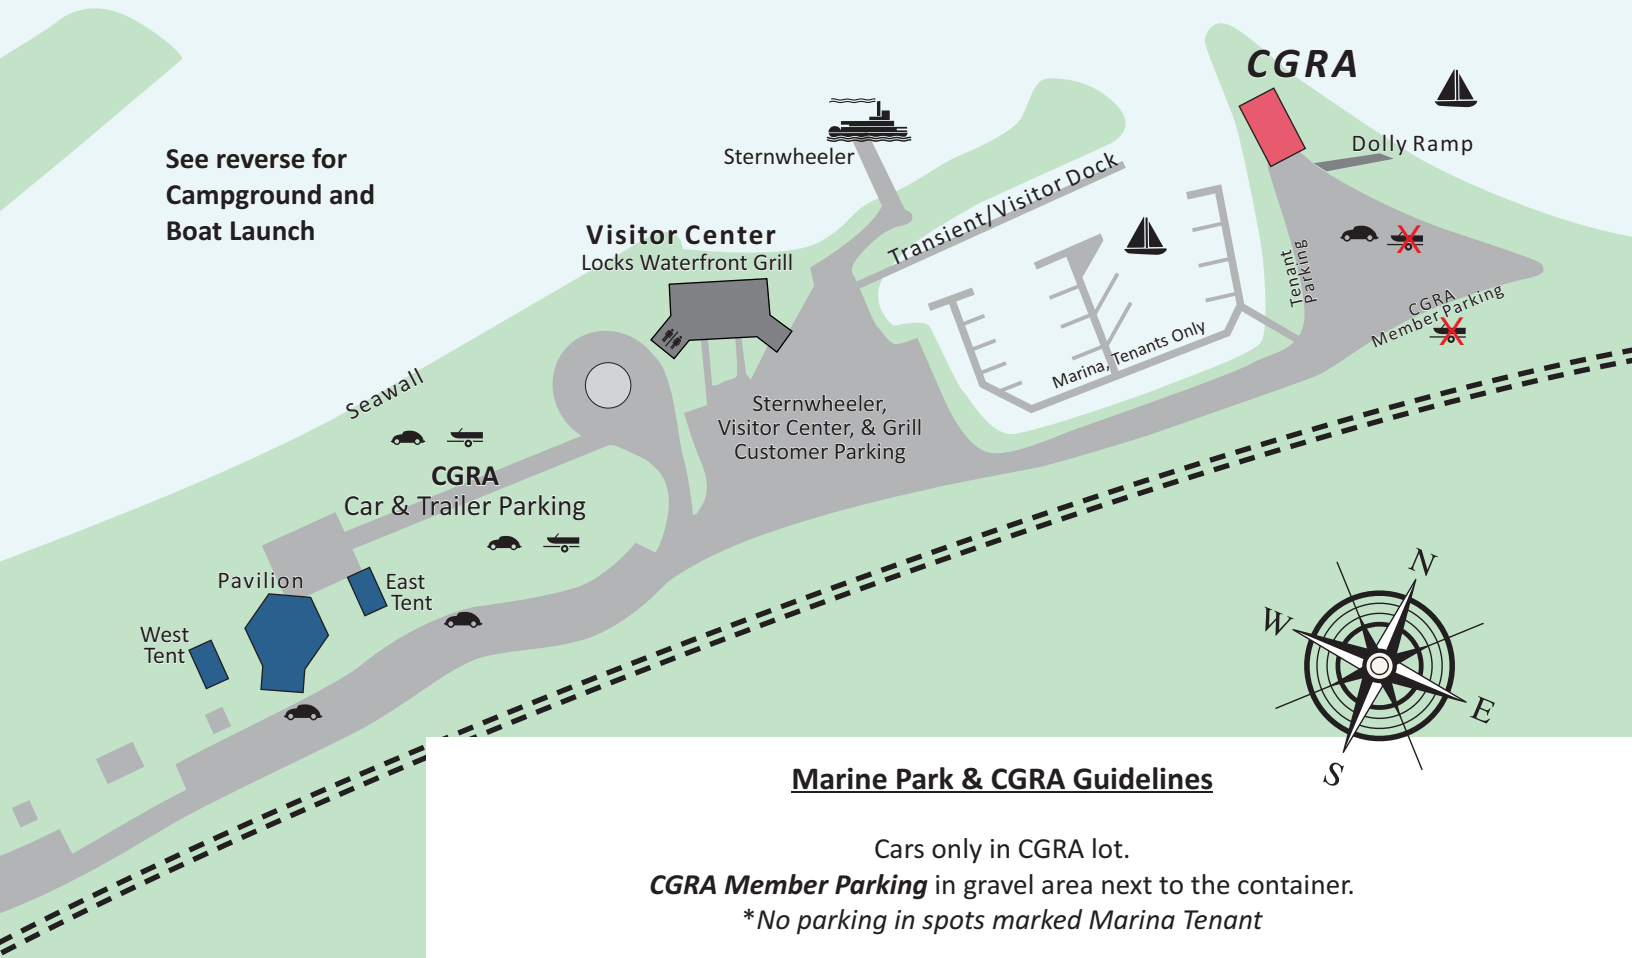 CGRA
Dolly Ramp
Sternwheeler
See reverse for
Campground and
Boat Launch
Transient/Visitor Dock
Visitor Center
Locks Waterfront Grill
Tenant
Parking
CGRA
Member Parking
Marina, Tenants Only
Seawall
Sternwheeler,
Visitor Center, & Grill
Customer Parking
CGRA
Car & Trailer Parking
Pavilion
East
Tent
West
Tent
N
W
E
S
Marine Park & CGRA Guidelines
Cars only in CGRA lot.
CGRA Member Parking in gravel area next to the container.
*No parking in spots marked Marina Tenant